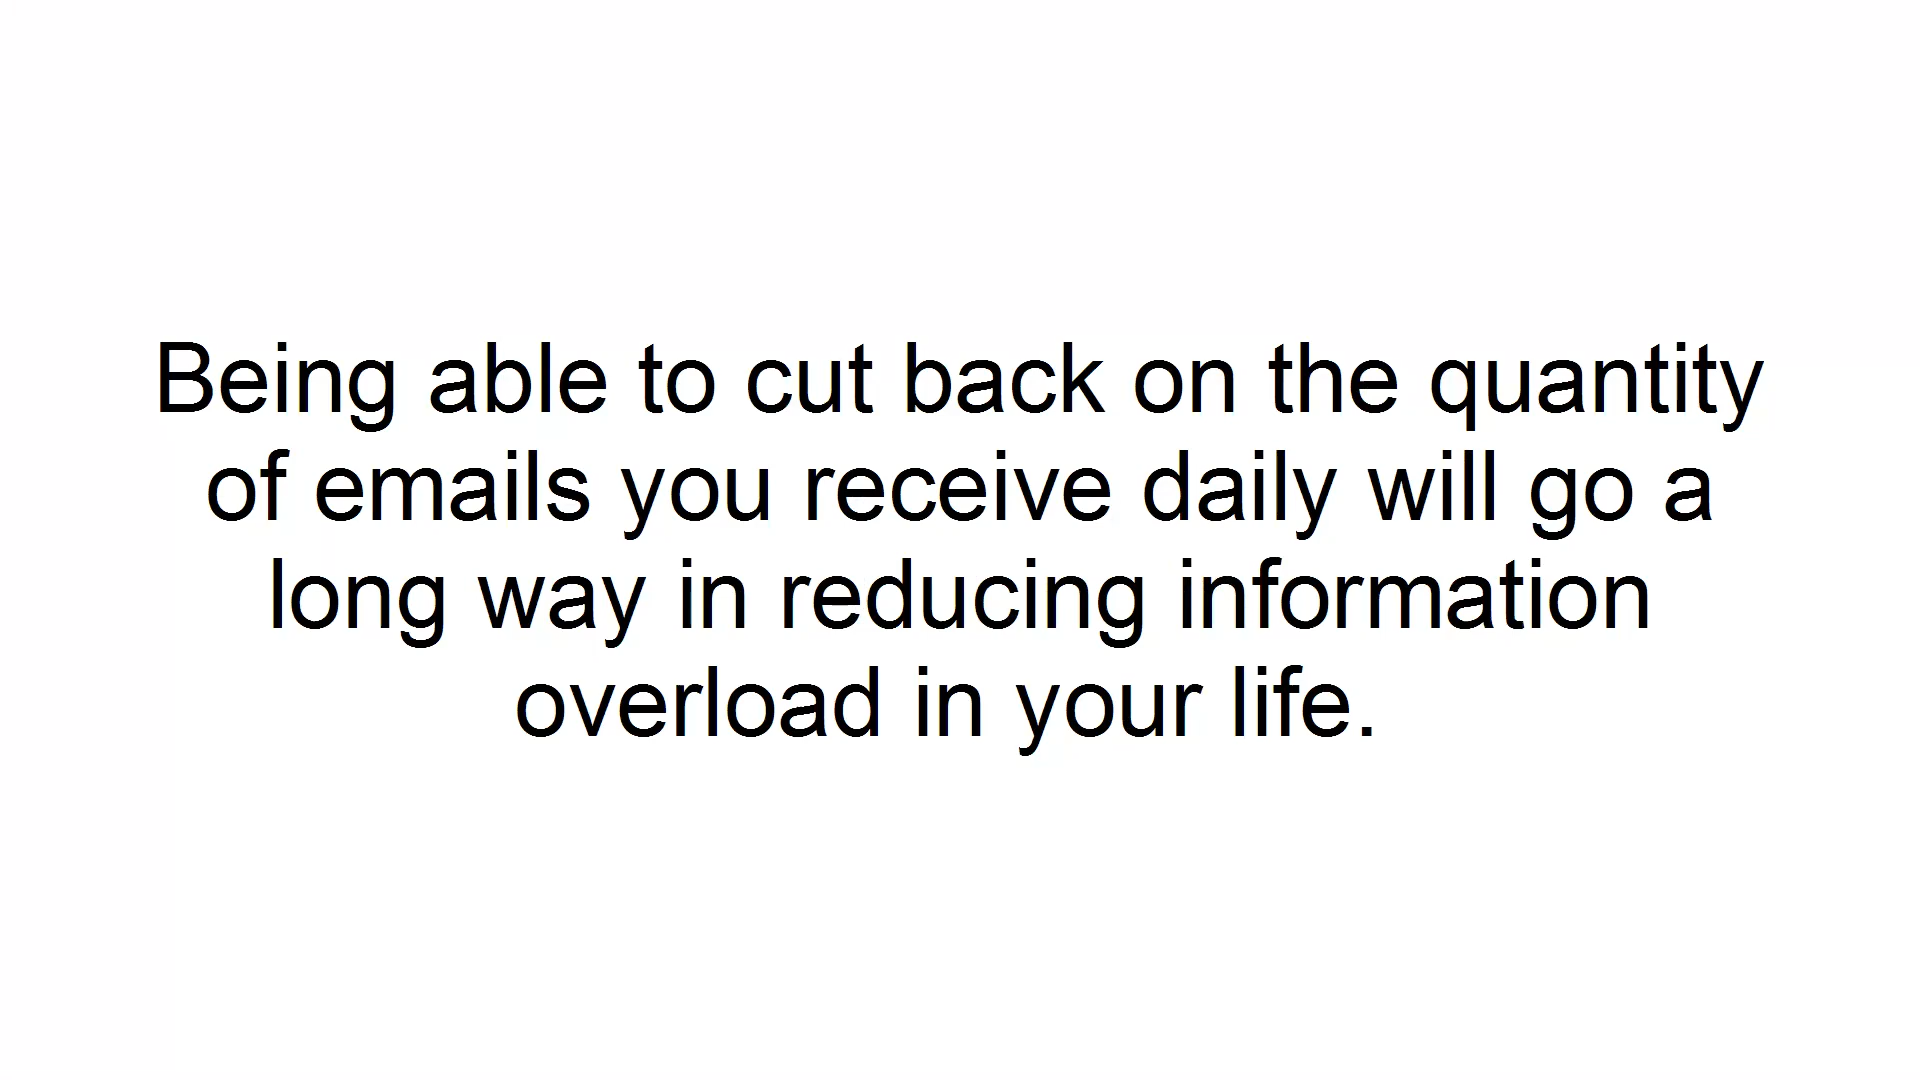 Being able to cut back on the quantity
of emails you receive daily will go a
long way in reducing information
overload in your life.